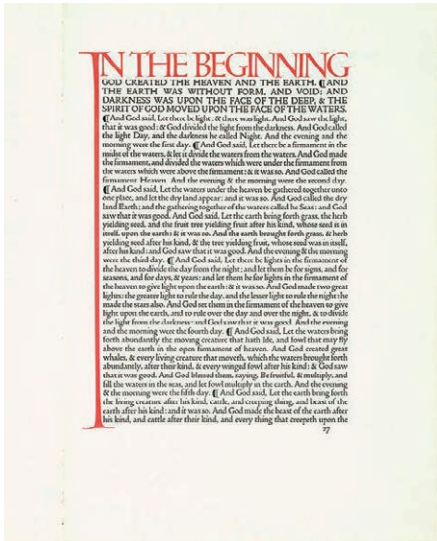 IN THE BEGINNING
GOD CREATED THE HEAVEN AND THE EARTH. ¶ AND
THE EARTH WAS WITHOUT FORM, AND VOID; AND
DARKNESS WAS UPON THE FACE OF THE DEEP, & THE
SPIRIT OF GOD MOVED UPON THE FACE OF THE WATERS.
¶ And God said, Let there be light: & there was light. And God saw the light,
that it was good: & God divided the light from the darkness. And God called
the light Day, and the darkness he called Night. And the evening and the
morning were the first day. ¶ And God said, Let there be a firmament in the
midst of the waters, & let it divide the waters from the waters. And God made
the firmament, and divided the waters which were under the firmament from
the waters which were above the firmament: & it was so. And God called the
firmament Heaven. And the evening & the morning were the second day.
¶ And God said, Let the waters under the heaven be gathered together unto
one place, and let the dry land appear: and it was so. And God called the dry
land Earth; and the gathering together of the waters called he Seas: and God
saw that it was good. And God said, Let the earth bring forth grass, the herb
yielding seed, and the fruit tree yielding fruit after his kind, whose seed is in
itself, upon the earth: & it was so. And the earth brought forth grass, & herb
yielding seed after his kind, & the tree yielding fruit, whose seed was in itself,
after his kind: and God saw that it was good. And the evening & the morning
were the third day. ¶ And God said, Let there be lights in the firmament of
the heaven to divide the day from the night; and let them be for signs, and for
seasons, and for days, & years: and let them be for lights in the firmament of
the heaven to give light upon the earth: & it was so. And God made two great
lights; the greater light to rule the day, and the lesser light to rule the night: he
made the stars also. And God set them in the firmament of the heaven to give
light upon the earth, and to rule over the day and over the night, & to divide
the light from the darkness: and God saw that it was good. And the evening
and the morning were the fourth day. ¶ And God said, Let the waters bring
forth abundantly the moving creature that hath life, and fowl that may fly
above the earth in the open firmament of heaven. And God created great
whales, & every living creature that moveth, which the waters brought forth
abundantly, after their kind, & every winged fowl after his kind: & God saw
that it was good. And God blessed them, saying, Be fruitful, & multiply, and
fill the waters in the seas, and let fowl multiply in the earth. And the evening
& the morning were the fifth day. ¶ And God said, Let the earth bring forth
the living creature after his kind, cattle, and creeping thing, and beast of the
earth after his kind: and it was so. And God made the beast of the earth after
his kind, and cattle after their kind, and every thing that creepeth upon the
27